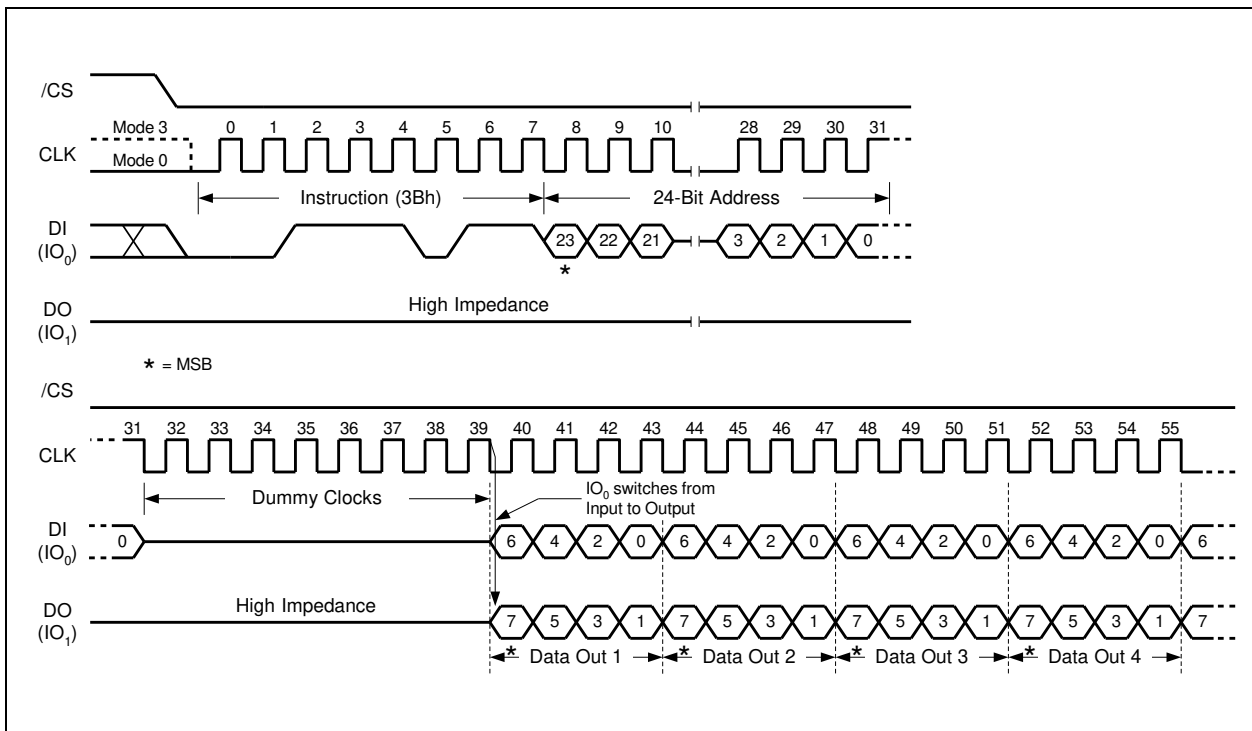 /CS
Mode 3 0 1 2 3 4 5 6 7 8 9 10 28 29 30 31
CLK
Mode 0
Instruction (3Bh) 24-Bit Address
DI
(IO0)
23 22 21 3 2 1 0
*
High Impedance
DO
(IO1)
* = MSB
/CS
31 32 33 34 35 36 37 38 39 40 41 42 43 44 45 46 47 48 49 50 51 52 53 54 55
CLK
Dummy Clocks
IO0 switches from
Input to Output
DI
(IO0)
0 6 4 2 0 6 4 2 0 6 4 2 0 6 4 2 0 6
DO
(IO1)
High Impedance
7 5 3 1 7 5 3 1 7 5 3 1 7 5 3 1 7
* Data Out 1 * Data Out 2 * Data Out 3 * Data Out 4